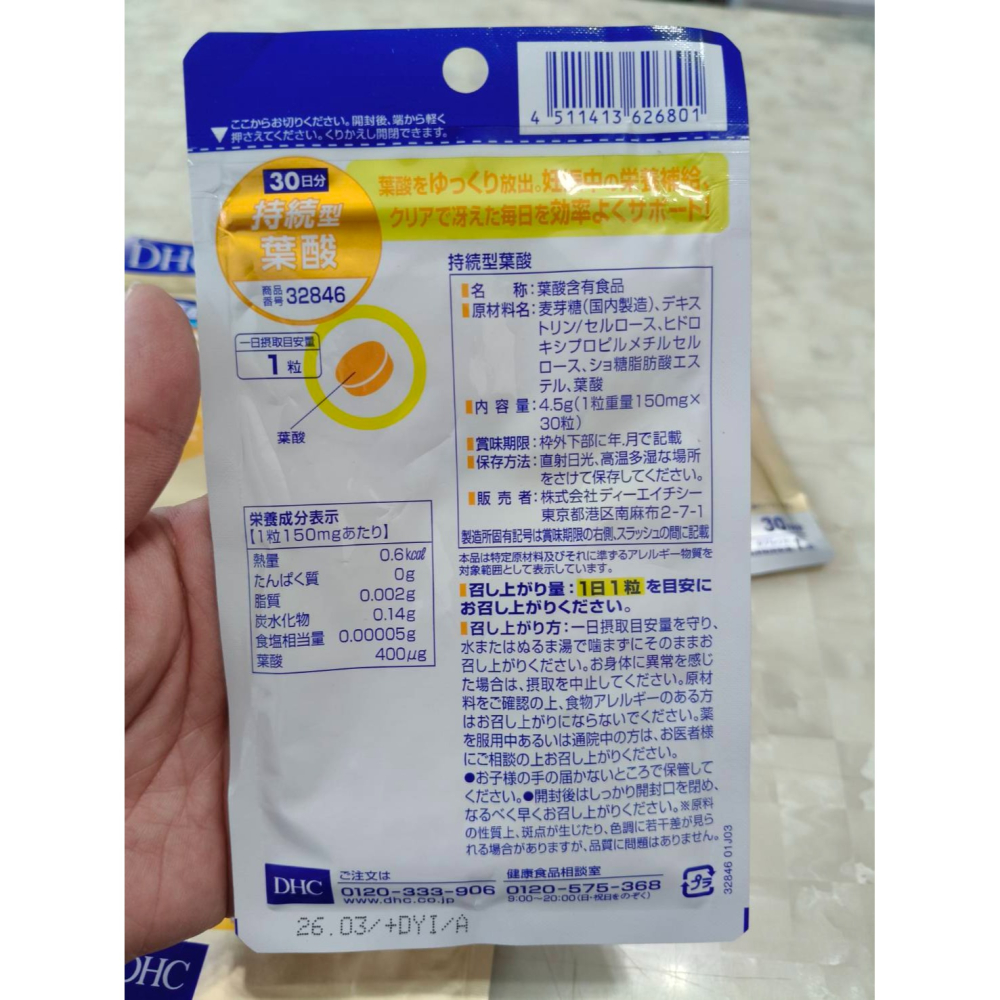 4 511413 626801
▼ここからお切りください。開封後、端から軽く
押さえてください。くりかえし開閉できます。
30日分
持続型
葉酸
商品番号 32846
葉酸をゆっくり放出。妊娠中の栄養補給、
クリアで冴えた毎日を効率よくサポート!
一日摂取目安量
1粒
葉酸
持続型葉酸
名 称:葉酸含有食品
原材料名:麦芽糖(国内製造)、デキス
トリン/セルロース、ヒドロ
キシプロピルメチルセル
ロース、ショ糖脂肪酸エス
テル、葉酸
内容量:4.5g(1粒重量150mg×
30粒)
賞味期限:枠外下部に年.月で記載
保存方法:直射日光、高温多湿な場所
をさけて保存してください。
販売者:株式会社ディーエイチシー
東京都港区南麻布2-7-1
製造所固有記号は賞味期限の右側、スラッシュの間に記載
本品は特定原材料及びそれに準ずるアレルギー物質を
対象範囲として表示しています。
栄養成分表示
【1粒150mgあたり】
熱量 0.6kcal
たんぱく質 0g
脂質 0.002g
炭水化物 0.14g
食塩相当量 0.00005g
葉酸 400μg
召し上がり量:1日1粒を目安に
お召し上がりください。
召し上がり方:一日摂取目安量を守り、
水またはぬるま湯で噛まずにそのままお
召し上がりください。お身体に異常を感じ
た場合は、摂取を中止してください。原材
料をご確認の上、食物アレルギーのある方
はお召し上がりにならないでください。薬
を服用中あるいは通院中の方は、お医者様
にご相談の上お召し上がりください。
●お子様の手の届かないところで保管して
ください。●開封後はしっかり開封口を閉め、
なるべく早くお召し上がりください。※原料
の性質上、斑点が生じたり、色調に若干差が見ら
れる場合がありますが、品質に問題はありません。
DHC
ご注文は
0120-333-906
www.dhc.co.jp
健康食品相談室
0120-575-368
9:00~20:00(日・祝日をのぞく)
プラ
32846 01J03
26.03/+DYI/A
DHC
DHC
30